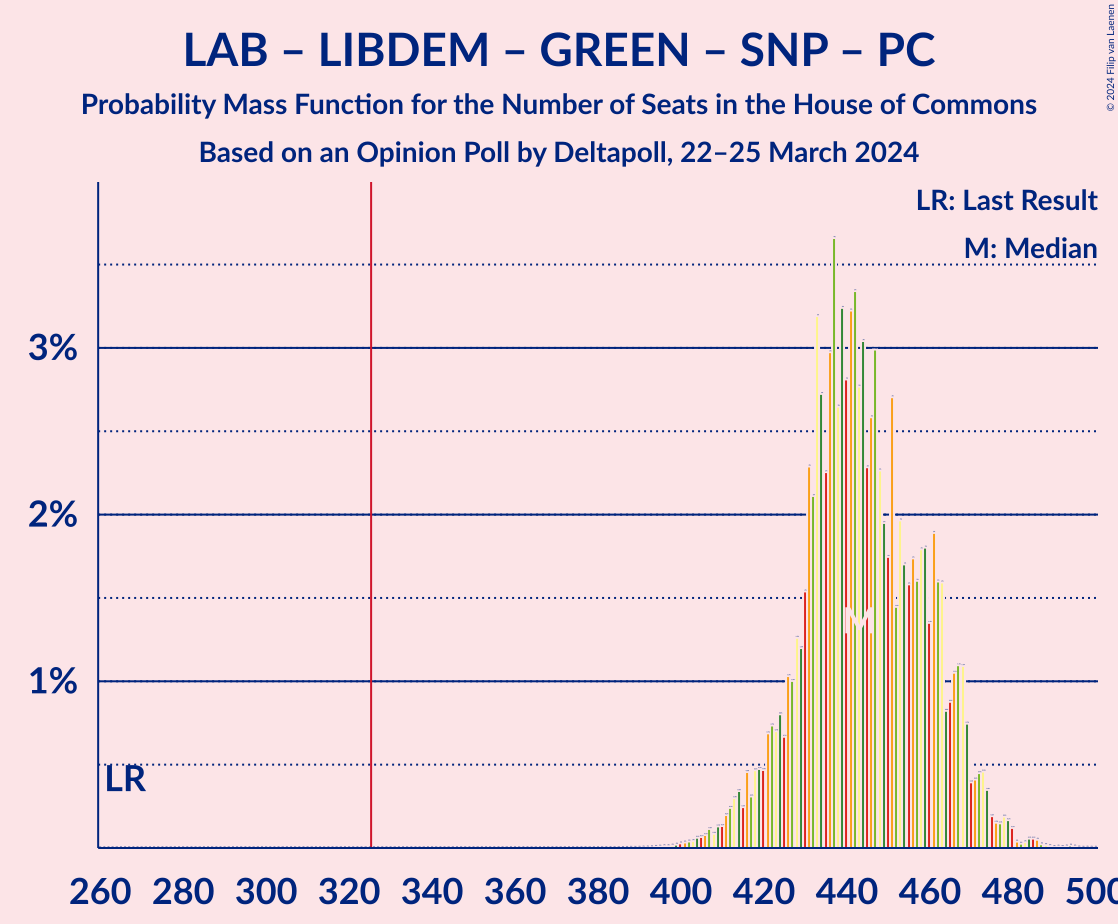 LAB – LIBDEM – GREEN – SNP – PC
Probability Mass Function for the Number of Seats in the House of Commons
Based on an Opinion Poll by Deltapoll, 22–25 March 2024
© 2024 Filip van Laenen
LR: Last Result
M: Median
3%
2%
1%
M
LR
260 280 300 320 340 360 380 400 420 440 460 480 500